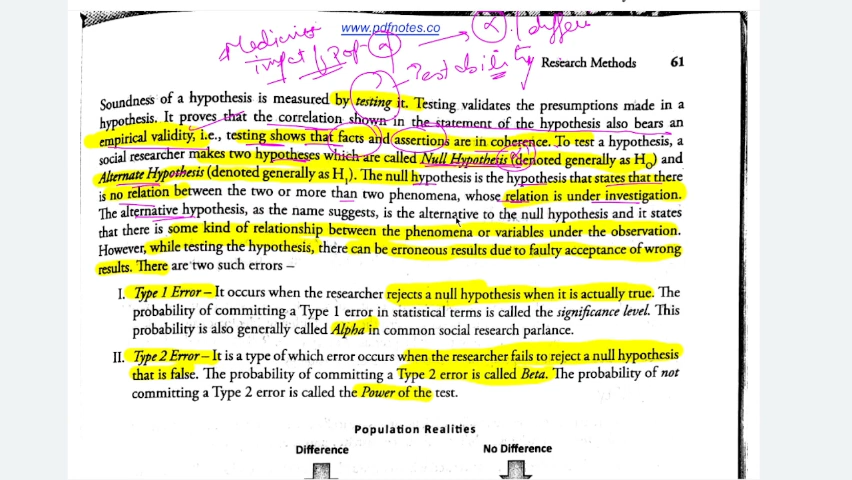 www.pdfnotes.co
Medicine
Testability
Research Methods 61
Soundness of a hypothesis is measured by testing it. Testing validates the presumptions made in a
hypothesis. It proves that the correlation shown in the statement of the hypothesis also bears an
empirical validity, i.e., testing shows that facts and assertions are in coherence. To test a hypothesis, a
social researcher makes two hypotheses which are called Null Hypothesis (denoted generally as H0) and
Alternate Hypothesis (denoted generally as H1). The null hypothesis is the hypothesis that states that there
is no relation between the two or more than two phenomena, whose relation is under investigation.
The alternative hypothesis, as the name suggests, is the alternative to the null hypothesis and it states
that there is some kind of relationship between the phenomena or variables under the observation.
However, while testing the hypothesis, there can be erroneous results due to faulty acceptance of wrong
results. There are two such errors –
I. Type 1 Error – It occurs when the researcher rejects a null hypothesis when it is actually true. The
probability of committing a Type 1 error in statistical terms is called the significance level. This
probability is also generally called Alpha in common social research parlance.
II. Type 2 Error – It is a type of which error occurs when the researcher fails to reject a null hypothesis
that is false. The probability of committing a Type 2 error is called Beta. The probability of not
committing a Type 2 error is called the Power of the test.
Population Realities
Difference No Difference